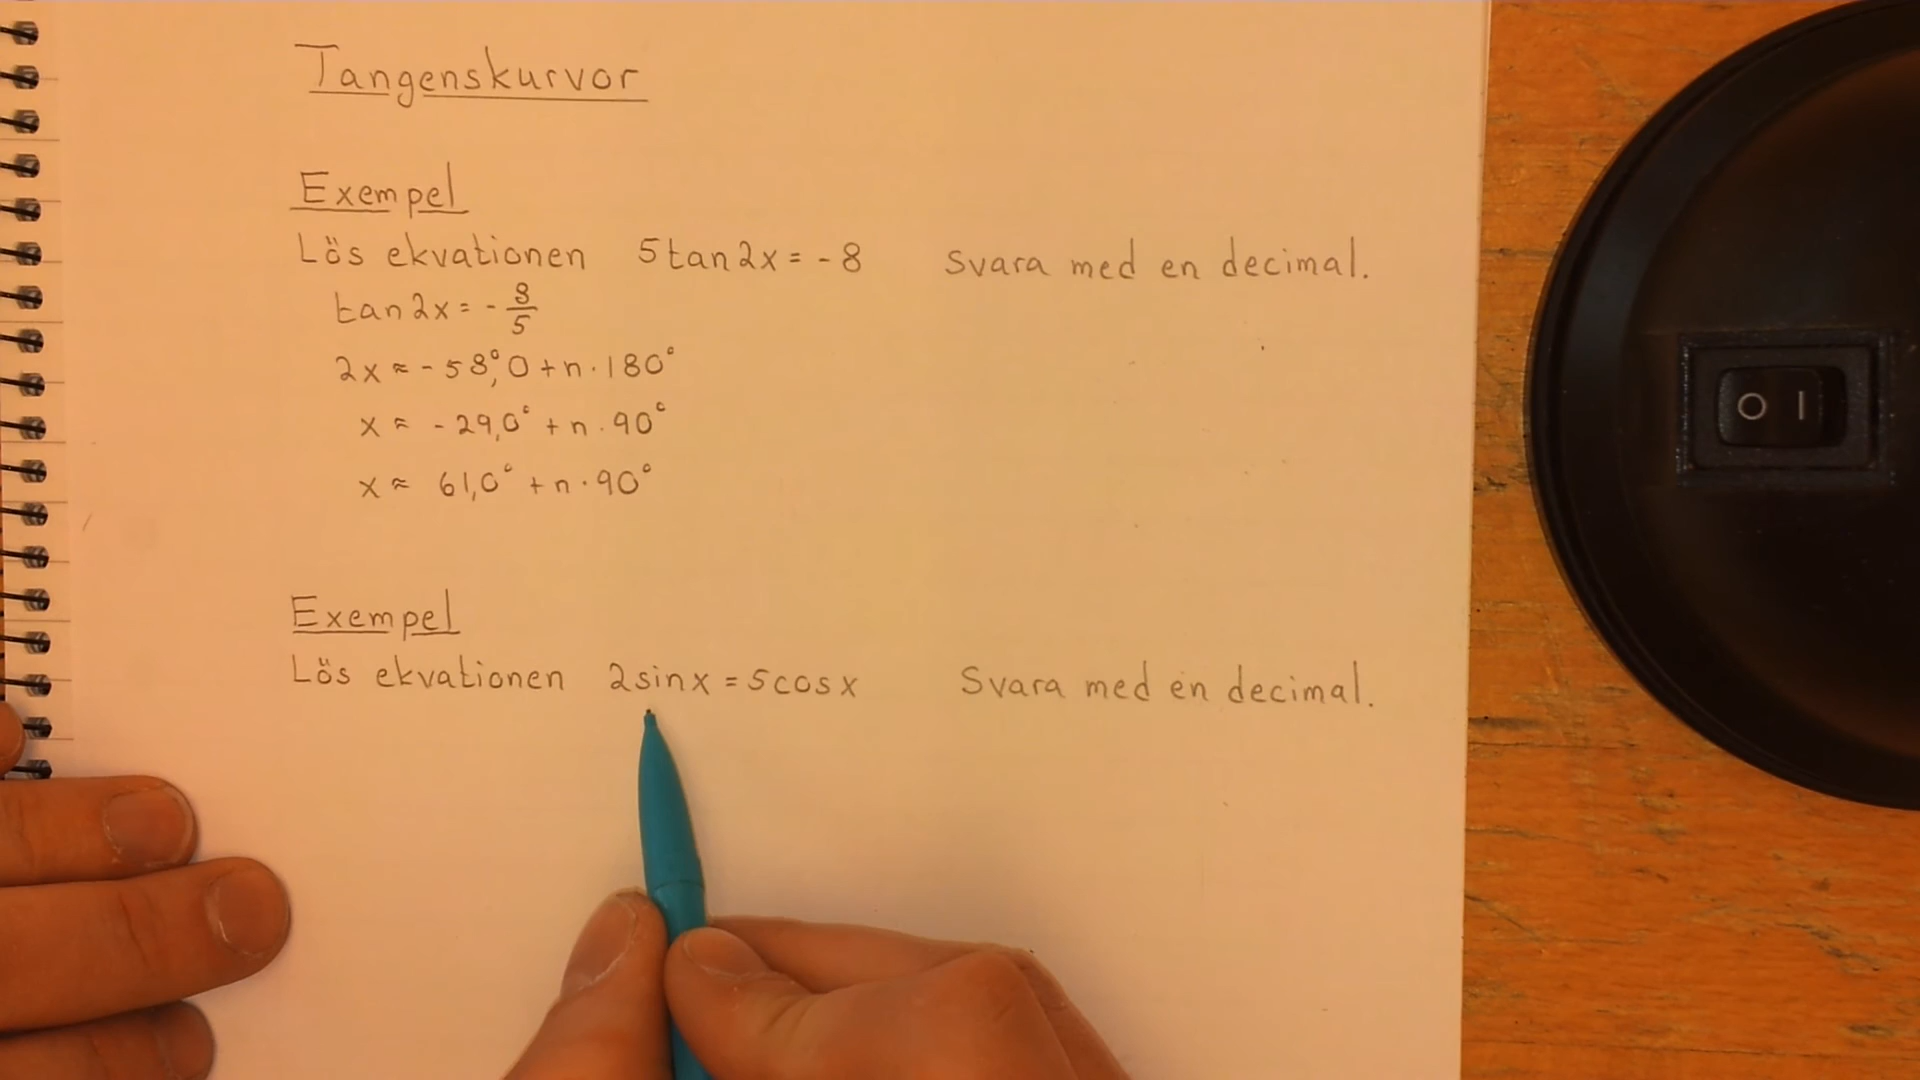 Tangenskurvor
Exempel
Lös ekvationen 5tan2x = -8 svara med en decimal.
tan2x = - 8/5
2x ≈ -58,°0 + n·180°
x ≈ -29,0° + n·90°
x ≈ 61,0° + n·90°
Exempel
Lös ekvationen 2sinx = 5cosx Svara med en decimal.
O I